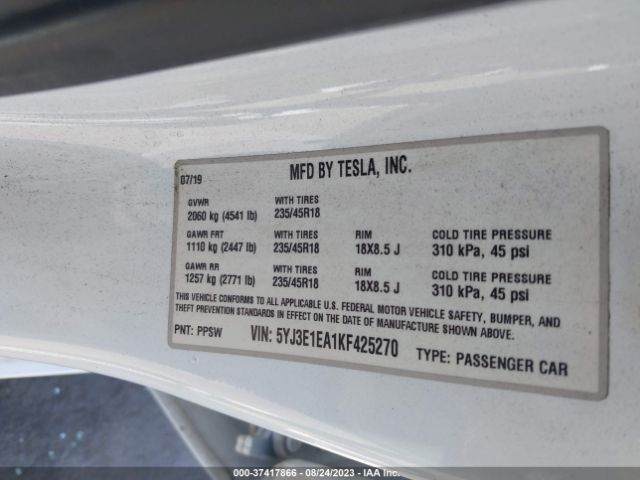 07/19 MFD BY TESLA, INC.
GVWR WITH TIRES
2060 kg (4541 lb) 235/45R18
GAWR FRT WITH TIRES RIM COLD TIRE PRESSURE
1110 kg (2447 lb) 235/45R18 18X8.5 J 310 kPa, 45 psi
GAWR RR WITH TIRES RIM COLD TIRE PRESSURE
1257 kg (2771 lb) 235/45R18 18X8.5 J 310 kPa, 45 psi
THIS VEHICLE CONFORMS TO ALL APPLICABLE U.S. FEDERAL MOTOR VEHICLE SAFETY, BUMPER, AND
THEFT PREVENTION STANDARDS IN EFFECT ON THE DATE OF MANUFACTURE SHOWN ABOVE.
PNT: PPSW VIN: 5YJ3E1EA1KF425270 TYPE: PASSENGER CAR
000-37417866 - 08/24/2023 - IAA Inc.